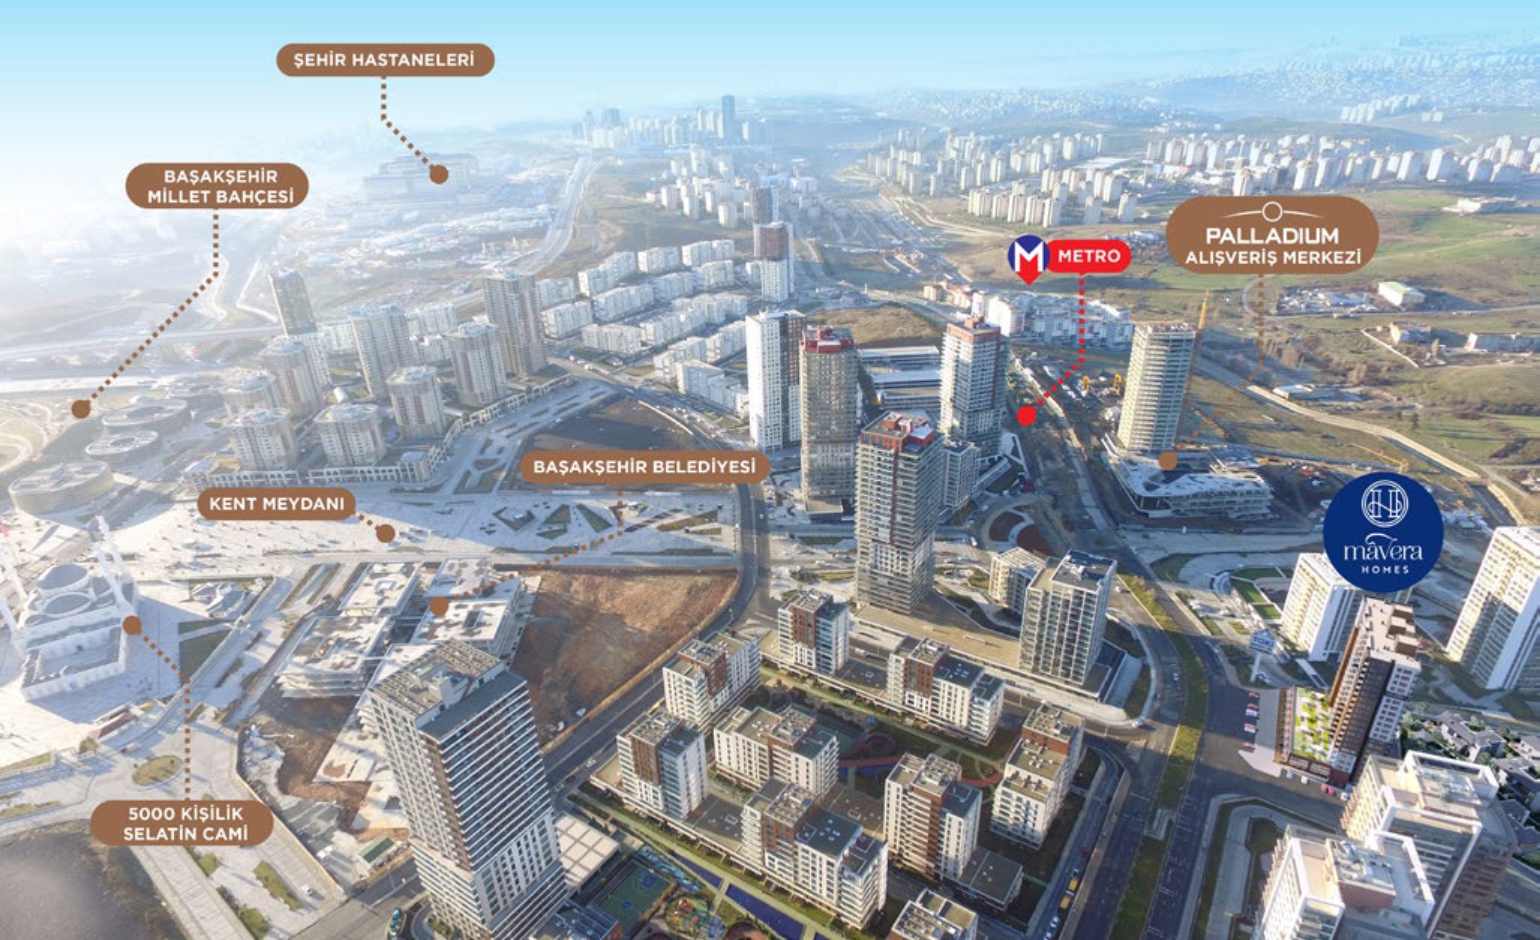 ŞEHİR HASTANELERİ
BAŞAKŞEHİR
MİLLET BAHÇESİ
PALLADIUM
ALIŞVERİŞ MERKEZİ
M METRO
BAŞAKŞEHİR BELEDİYESİ
KENT MEYDANI
mâvera
HOMES
5000 KİŞİLİK
SELATİN CAMİ